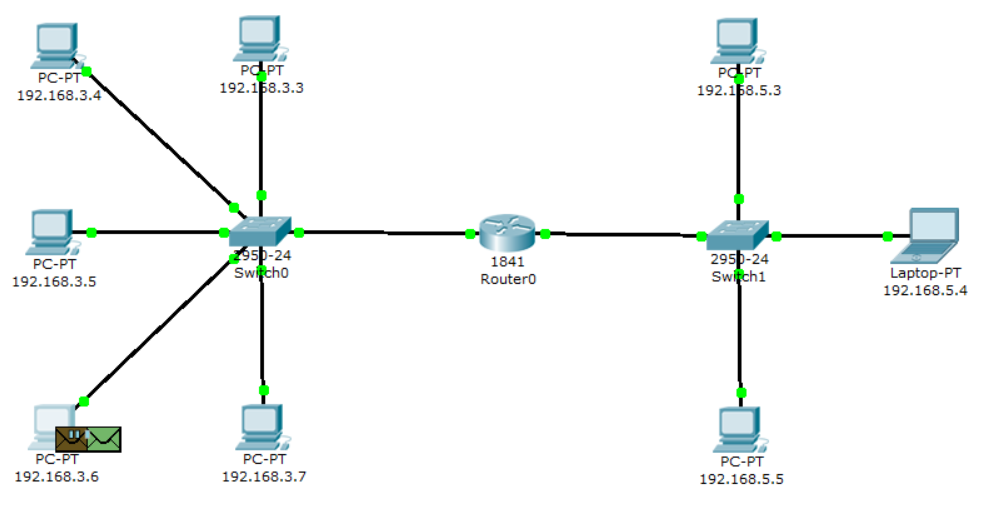 PC-PT
192.168.3.4
PC-PT
192.168.3.3
PC-PT
192.168.5.3
PC-PT
192.168.3.5
2950-24
Switch0
1841
Router0
2950-24
Switch1
Laptop-PT
192.168.5.4
PC-PT
192.168.3.6
PC-PT
192.168.3.7
PC-PT
192.168.5.5